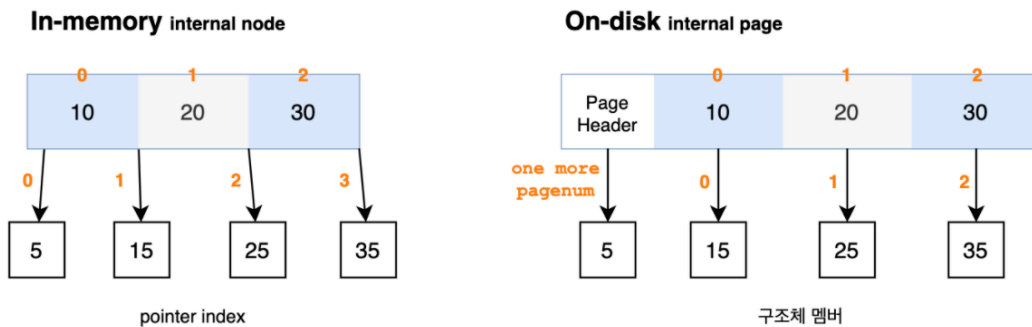 In-memory internal node
0 1 2
10 20 30
0 1 2 3
5 15 25 35
pointer index
On-disk internal page
0 1 2
Page
Header
10 20 30
one more
pagenum
0 1 2
5 15 25 35
구조체 멤버